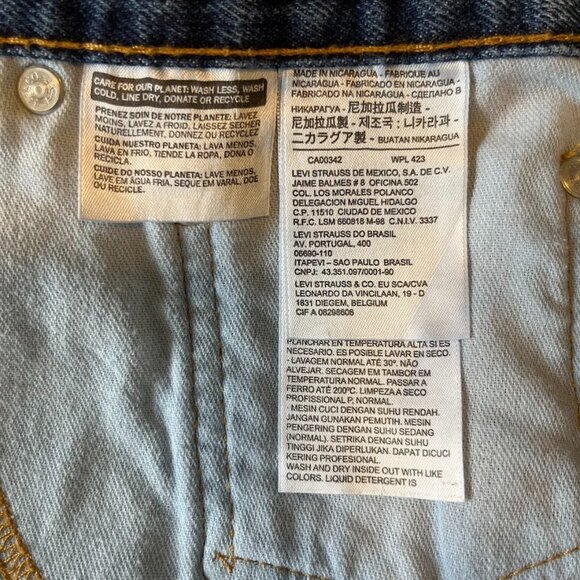 CARE FOR OUR PLANET: WASH LESS, WASH
COLD, LINE DRY, DONATE OR RECYCLE
PRENEZ SOIN DE NOTRE PLANETE: LAVEZ
MOINS, LAVEZ A FROID, LAISSEZ SECHER
NATURELLEMENT, DONNEZ OU RECYCLEZ
CUIDA NUESTRO PLANETA: LAVA MENOS,
LAVA EN FRIO, TIENDE LA ROPA, DONA O
RECICLA.
CUIDE DO NOSSO PLANETA: LAVE MENOS,
LAVE EM ÁGUA FRIA, SEQUE EM VARAL, DOE
OU RECICLE
MADE IN NICARAGUA - FABRIQUE AU
NICARAGUA - FABRICADO EN NICARAGUA -
FABRICADO NA NICARÁGUA - СДЕЛАНО В
НИКАРАГУА - 尼加拉瓜制造 -
尼加拉瓜製 - 제조국 : 니카라과 -
ニカラグア製 - BUATAN NIKARAGUA
CA00342 WPL 423
LEVI STRAUSS DE MEXICO, S.A. DE C.V.
JAIME BALMES # 8 OFICINA 502
COL. LOS MORALES POLANCO
DELEGACION MIGUEL HIDALGO
C.P. 11510 CIUDAD DE MEXICO
R.F.C. LSM 660818 M-98 C.N.I.V. 3337
LEVI STRAUSS DO BRASIL
AV. PORTUGAL, 400
06690-110
ITAPEVI – SAO PAULO BRASIL
CNPJ: 43.351.097/0001-90
LEVI STRAUSS & CO. EU SCA/CVA
LEONARDO DA VINCILAAN, 19 - D
1831 DIEGEM, BELGIUM
CIF A 08298608
PLANCHAR EN TEMPERATURA ALTA SI ES
NECESARIO. ES POSIBLE LAVAR EN SECO.
- LAVAGEM NORMAL ATÉ 30º. NÃO
ALVEJAR. SECAGEM EM TAMBOR EM
TEMPERATURA NORMAL. PASSAR A
FERRO ATÉ 200ºC. LIMPEZA A SECO
PROFISSIONAL P, NORMAL.
- MESIN CUCI DENGAN SUHU RENDAH.
JANGAN GUNAKAN PEMUTIH. MESIN
PENGERING DENGAN SUHU SEDANG
(NORMAL). SETRIKA DENGAN SUHU
TINGGI JIKA DIPERLUKAN. DAPAT DICUCI
KERING PROFESIONAL.
WASH AND DRY INSIDE OUT WITH LIKE
COLORS. LIQUID DETERGENT IS